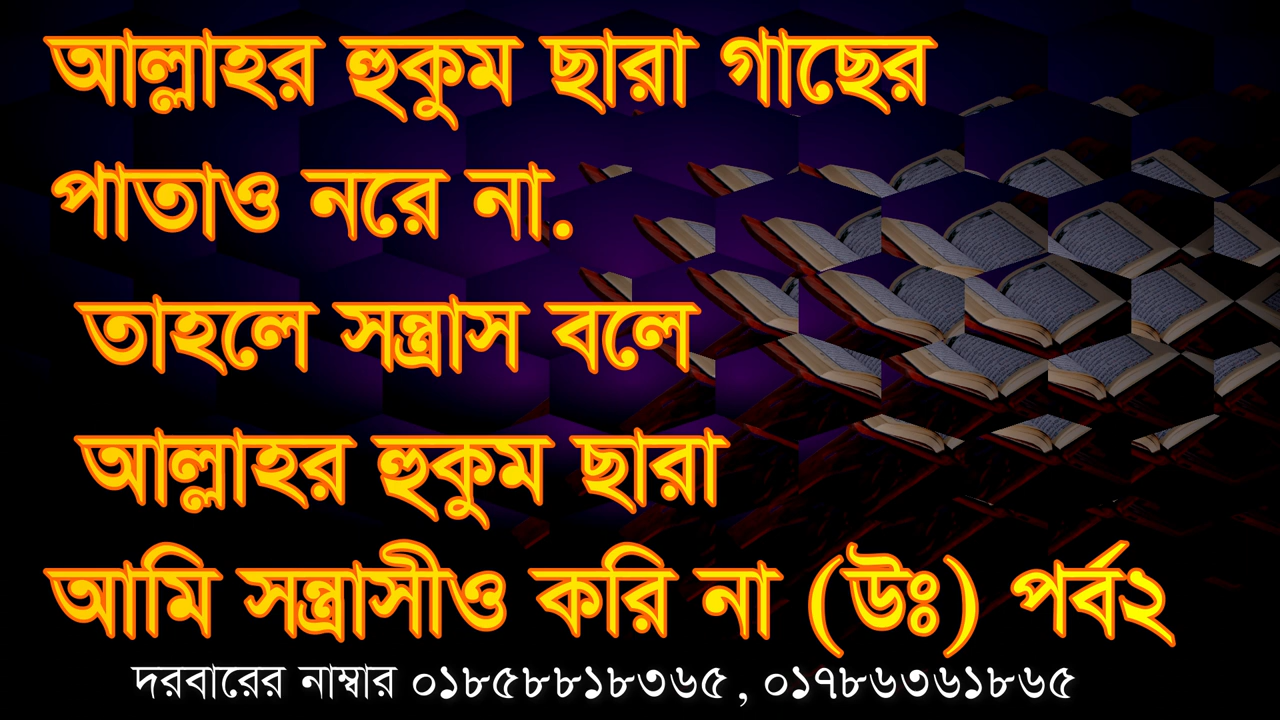 আল্লাহর হুকুম ছারা গাছের
পাতাও নরে না.
তাহলে সন্ত্রাস বলে
আল্লাহর হুকুম ছারা
আমি সন্ত্রাসীও করি না (উঃ) পর্ব২
দরবারের নাম্বার ০১৮৫৮৮১৮৩৬৫, ০১৭৮৬৩৬১৮৬৫